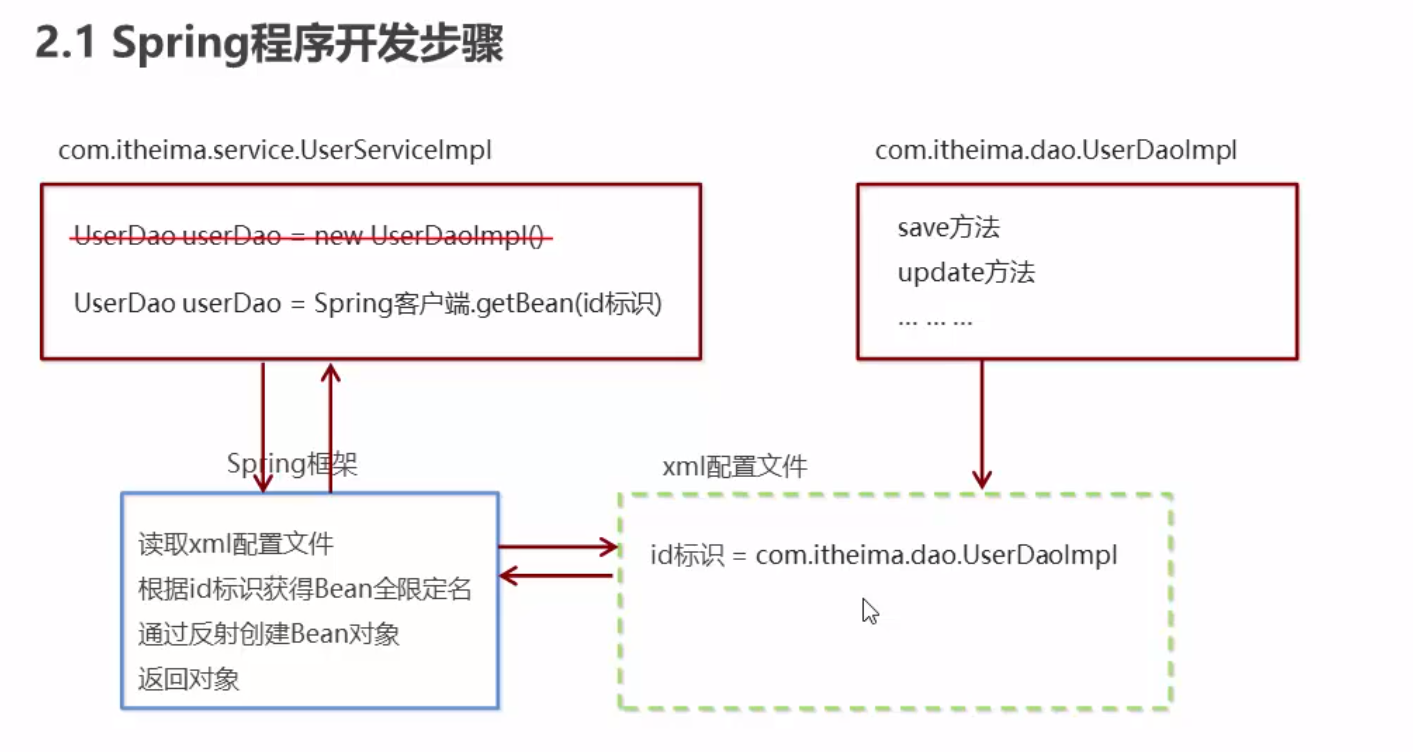 2.1 Spring程序开发步骤
com.itheima.service.UserServiceImpl
UserDao userDao = new UserDaoImpl()
UserDao userDao = Spring客户端.getBean(id标识)
com.itheima.dao.UserDaoImpl
save方法
update方法
... ... ...
Spring框架
读取xml配置文件
根据id标识获得Bean全限定名
通过反射创建Bean对象
返回对象
xml配置文件
id标识 = com.itheima.dao.UserDaoImpl